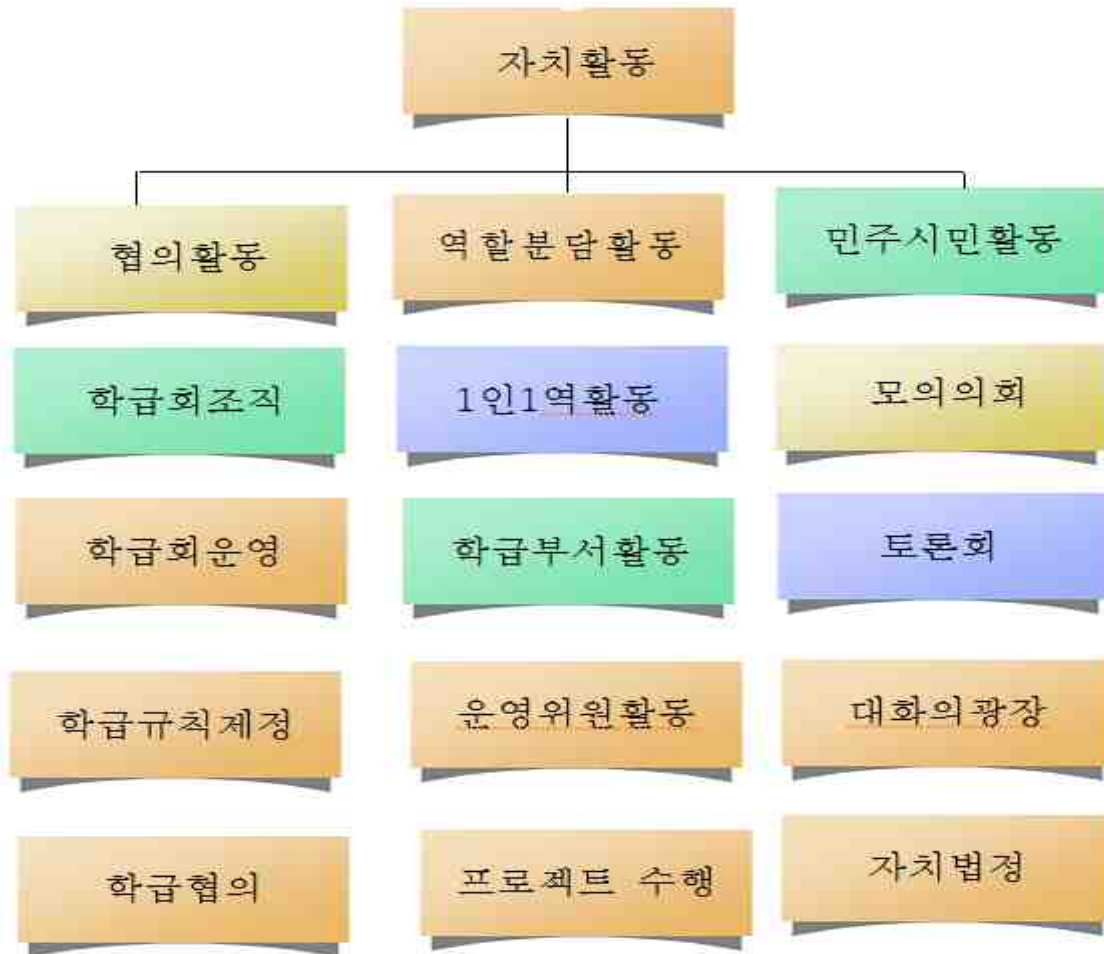 자치활동
협의활동
역할분담활동
민주시민활동
학급회조직
1인1역활동
모의의회
학급회운영
학급부서활동
토론회
학급규칙제정
운영위원활동
대화의광장
학급협의
프로젝트 수행
자치법정